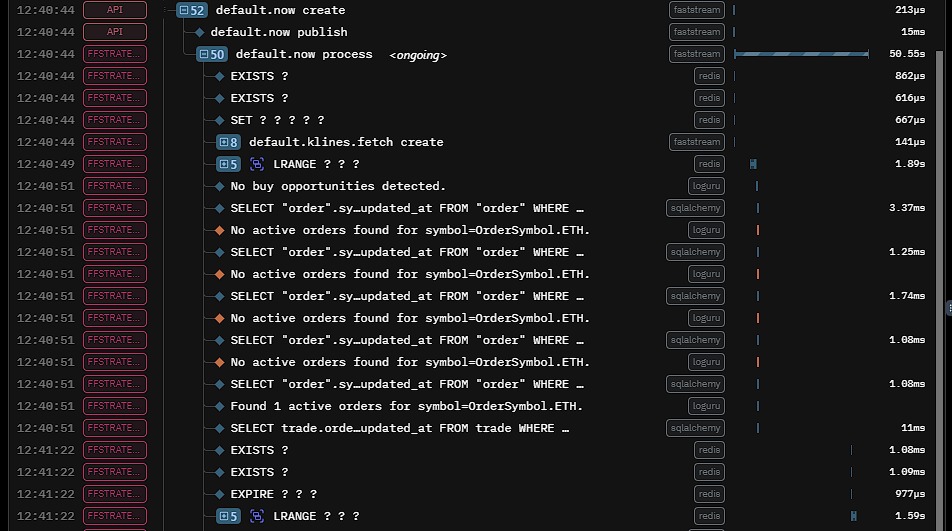 12:40:44 API 52 default.now create faststream 213µs
12:40:44 API default.now publish faststream 15ms
12:40:44 FFSTRATE... 50 default.now process <ongoing> faststream 50.55s
12:40:44 FFSTRATE... EXISTS ? redis 862µs
12:40:44 FFSTRATE... EXISTS ? redis 616µs
12:40:44 FFSTRATE... SET ? ? ? ? ? redis 667µs
12:40:44 FFSTRATE... 8 default.klines.fetch create faststream 141µs
12:40:49 FFSTRATE... 5 LRANGE ? ? ? redis 1.89s
12:40:51 FFSTRATE... No buy opportunities detected. loguru
12:40:51 FFSTRATE... SELECT "order".sy…updated_at FROM "order" WHERE … sqlalchemy 3.37ms
12:40:51 FFSTRATE... No active orders found for symbol=OrderSymbol.ETH. loguru
12:40:51 FFSTRATE... SELECT "order".sy…updated_at FROM "order" WHERE … sqlalchemy 1.25ms
12:40:51 FFSTRATE... No active orders found for symbol=OrderSymbol.ETH. loguru
12:40:51 FFSTRATE... SELECT "order".sy…updated_at FROM "order" WHERE … sqlalchemy 1.74ms
12:40:51 FFSTRATE... No active orders found for symbol=OrderSymbol.ETH. loguru
12:40:51 FFSTRATE... SELECT "order".sy…updated_at FROM "order" WHERE … sqlalchemy 1.08ms
12:40:51 FFSTRATE... No active orders found for symbol=OrderSymbol.ETH. loguru
12:40:51 FFSTRATE... SELECT "order".sy…updated_at FROM "order" WHERE … sqlalchemy 1.08ms
12:40:51 FFSTRATE... Found 1 active orders for symbol=OrderSymbol.ETH. loguru
12:40:51 FFSTRATE... SELECT trade.orde…updated_at FROM trade WHERE … sqlalchemy 11ms
12:41:22 FFSTRATE... EXISTS ? redis 1.08ms
12:41:22 FFSTRATE... EXISTS ? redis 1.09ms
12:41:22 FFSTRATE... EXPIRE ? ? ? redis 977µs
12:41:22 FFSTRATE... 5 LRANGE ? ? ? redis 1.59s